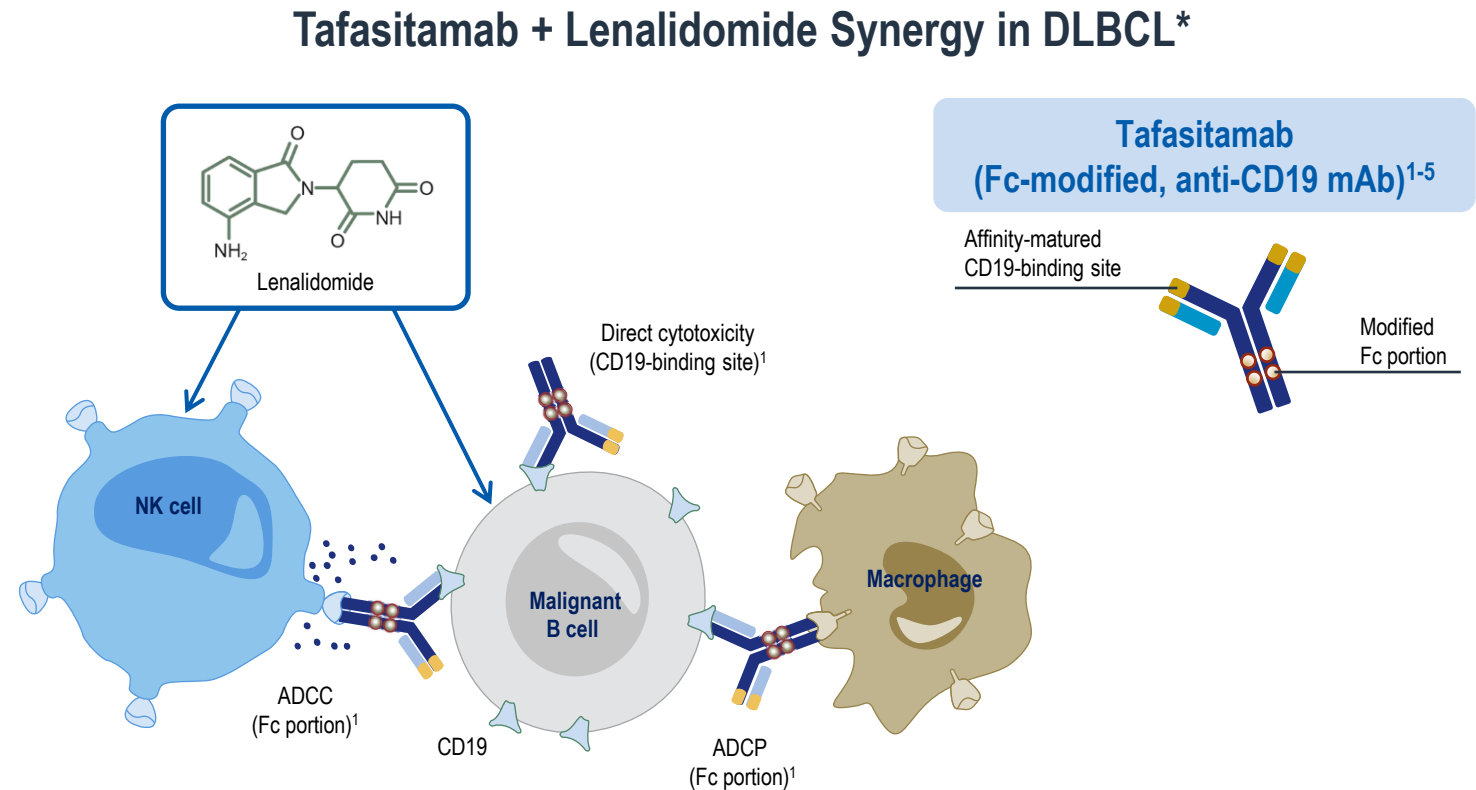 Tafasitamab + Lenalidomide Synergy in DLBCL*
O
N
O
NH
O
NH₂
Lenalidomide
Tafasitamab
(Fc-modified, anti-CD19 mAb)¹⁻⁵
Affinity-matured
CD19-binding site
Modified
Fc portion
Direct cytotoxicity
(CD19-binding site)¹
NK cell
Malignant
B cell
Macrophage
ADCC
(Fc portion)¹
CD19
ADCP
(Fc portion)¹